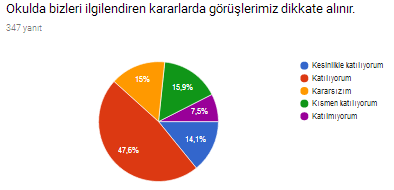 Okulda bizleri ilgilendiren kararlarda görüşlerimiz dikkate alınır.
347 yanıt
Kesinlikle katılıyorum
Katılıyorum
Kararsızım
Kısmen katılıyorum
Katılmıyorum
15%
15,9%
7,5%
14,1%
47,6%